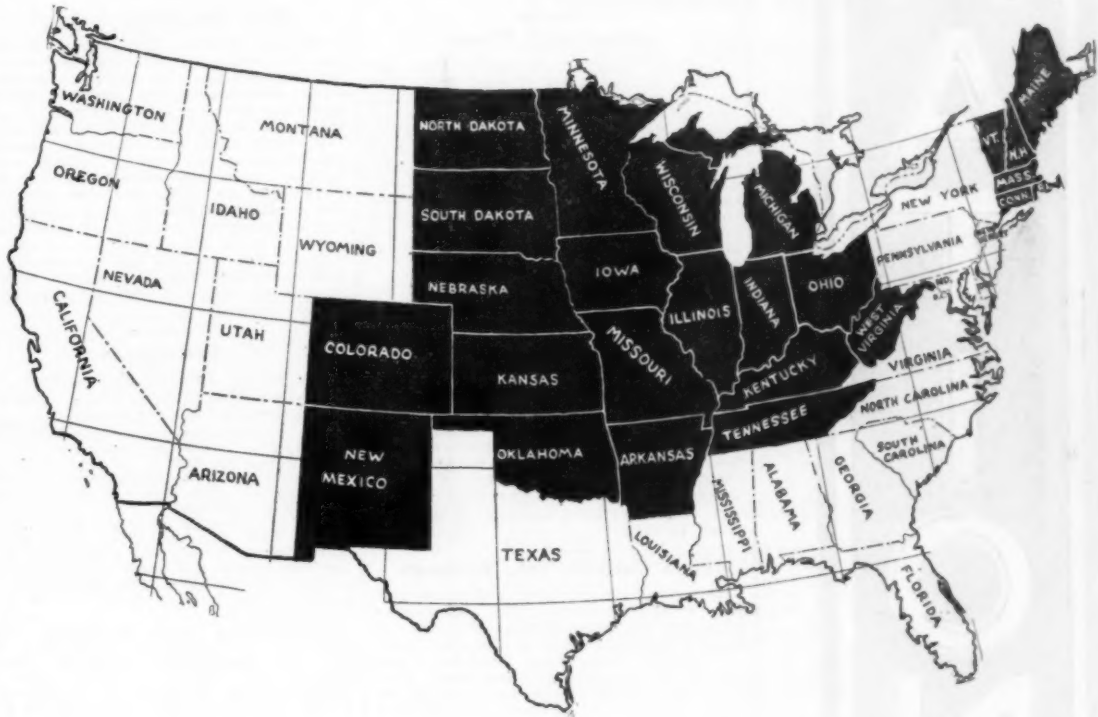 WASHINGTON
MONTANA
NORTH DAKOTA
MINNESOTA
MAINE
VT.
N.H
OREGON
IDAHO
SOUTH DAKOTA
WISCONSIN
MICHIGAN
NEW YORK
MASS.
CONN.
WYOMING
NEVADA
NEBRASKA
IOWA
PENNSYLVANIA
CALIFORNIA
UTAH
COLORADO
KANSAS
MISSOURI
ILLINOIS
INDIANA
OHIO
MD.
WEST
VIRGINIA
VIRGINIA
KENTUCKY
NORTH CAROLINA
TENNESSEE
SOUTH
CAROLINA
ARIZONA
NEW
MEXICO
OKLAHOMA
ARKANSAS
MISSISSIPPI
ALABAMA
GEORGIA
TEXAS
LOUISIANA
FLORIDA